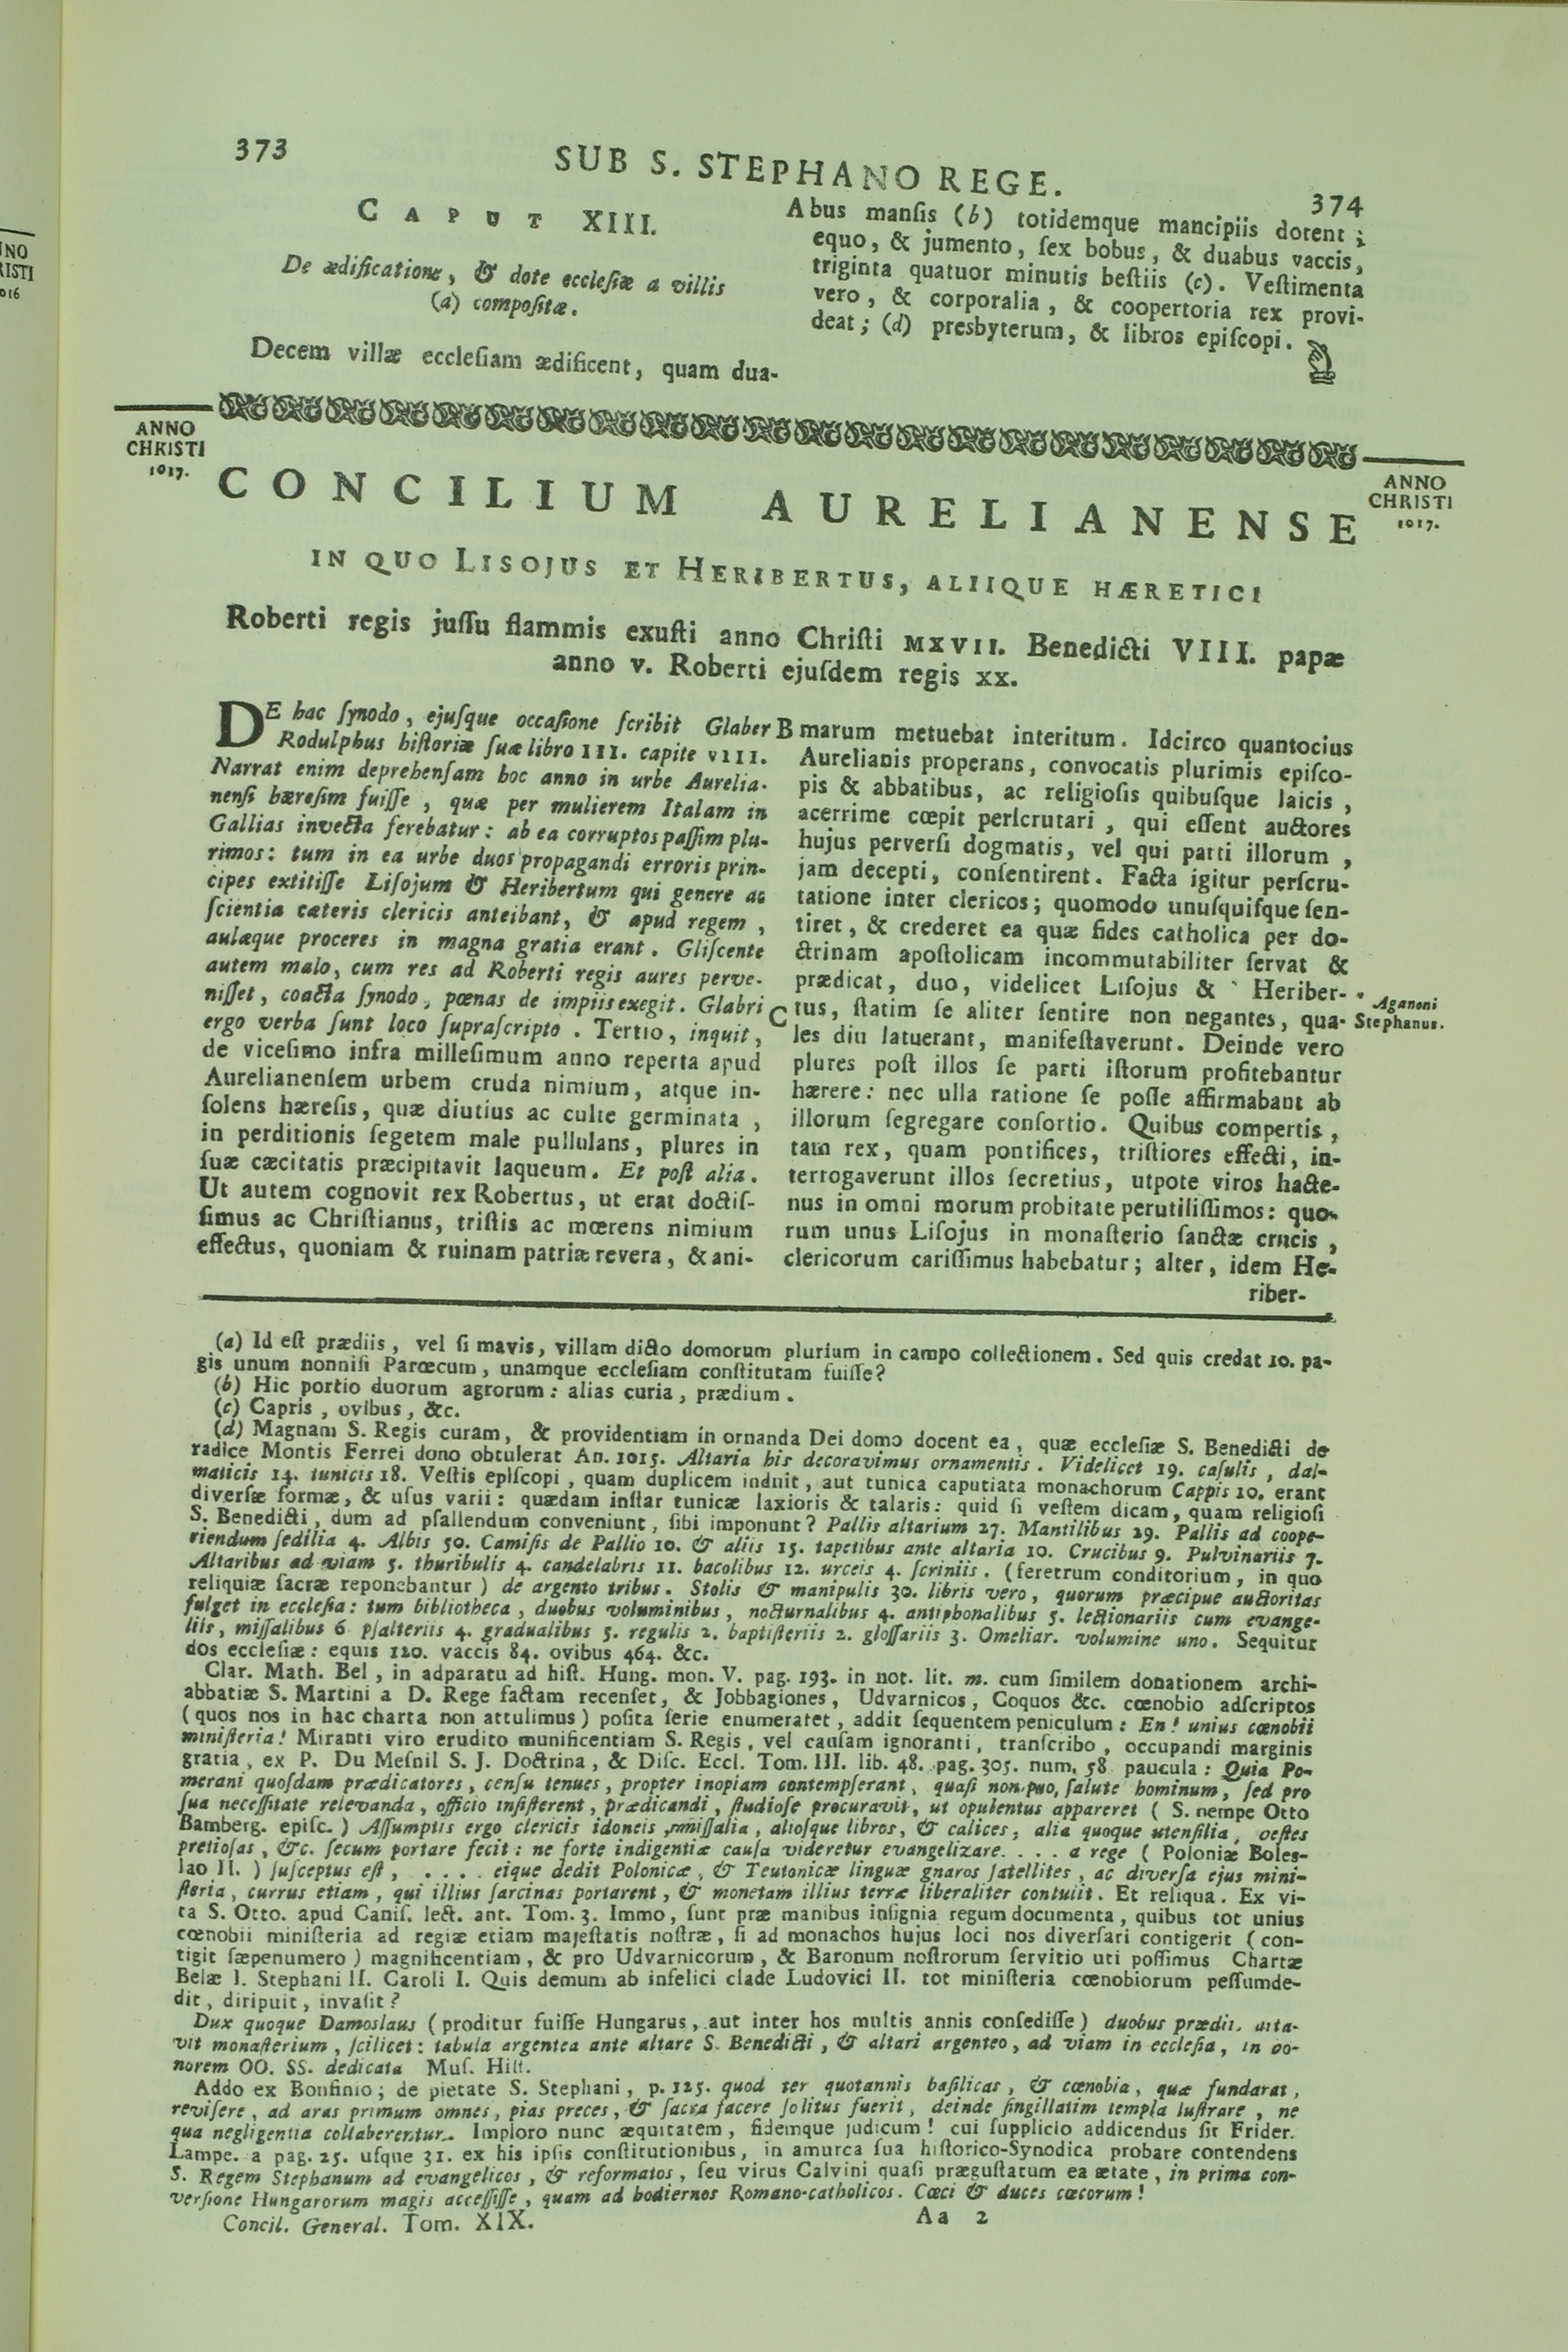 373
SUB S. STEPHANO REGE.
374
CAPUT XIII.
De ædificatione, & dote ecclesiæ a villis
(a) compositæ.
Decem villæ ecclesiam ædificent, quam dua-
A bus mansis (b) totidemque mancipiis dotent;
equo, & jumento, sex bobus, & duabus vaccis,
triginta quatuor minutis bestiis (c). Vestimenta
vero, & corporalia, & coopertoria rex provi-
deat; (d) presbyterum, & libros episcopi.
ANNO
CHRISTI
1017.
ANNO
CHRISTI
1017.
CONCILIUM AURELIANENSE
IN QUO LISOJUS ET HERIBERTUS, ALIIQUE HÆRETICI
Roberti regis jussu flammis exusti anno Christi MXVII. Benedicti VIII. papæ
anno V. Roberti ejusdem regis XX.
DE hac synodo, ejusque occasione scribit Glaber
Rodulphus historiæ suæ libro III. capite VIII.
Narrat enim deprehensam hoc anno in urbe Aurelia-
nensi hæresim fuisse, quæ per mulierem Italam in
Gallias invecta ferebatur: ab ea corruptos passim plu-
rimos: tum in ea urbe duos propagandi erroris prin-
cipes extitisse Lisojum & Heribertum qui genere ac
scientia cæteris clericis anteibant, & apud regem,
aulæque proceres in magna gratia erant. Gliscente
autem malo, cum res ad Roberti regis aures perve-
nisset, coacta synodo, pœnas de impiis exegit. Glabri
ergo verba sunt loco suprascripto. Tertio, inquit,
de vicesimo infra millesimum anno reperta apud
Aurelianensem urbem cruda nimium, atque in-
solens hæresis, quæ diutius ac culte germinata,
in perditionis segetem male pullulans, plures in
suæ cæcitatis præcipitavit laqueum. Et post alia.
Ut autem cognovit rex Robertus, ut erat doctis-
simus ac Christianus, tristis ac mœrens nimium
effectus, quoniam & ruinam patriæ revera, & ani-
B marum metuebat interitum. Idcirco quantocius
Aurelianis properans, convocatis plurimis episco-
pis & abbatibus, ac religiosis quibusque laicis,
acerrime cœpit perscrutari, qui essent auctores
hujus perversi dogmatis, vel qui parti illorum,
jam decepti, consentirent. Facta igitur perscru-
tatione inter clericos; quomodo unusquisque sen-
tiret, & crederet ea quæ fides catholica per do-
ctrinam apostolicam incommutabiliter servat &
prædicat, duo, videlicet Lisojus & * Heriber-
C tus, statim se aliter sentire non negantes, qua-
les diu latuerant, manifestaverunt. Deinde vero
plures post illos se parti istorum profitebantur
hærere: nec ulla ratione se posse affirmabant ab
illorum segregare consortio. Quibus compertis,
tam rex, quam pontifices, tristiores effecti, in-
terrogaverunt illos secretius, utpote viros hacte-
nus in omni morum probitate perutilissimos: quo-
rum unus Lisojus in monasterio sanctæ crucis,
clericorum carissimus habebatur; alter, idem He-
riber-
* Aganoni
Stephanus.
(a) Id est prædiis, vel si mavis, villam dicto domorum plurium in campo collectionem. Sed quis credat 10. pa-
gis unum nonnisi Parœcum, unamque ecclesiam constitutam fuisse?
(b) Hic portio duorum agrorum: alias curia, prædium.
(c) Capris, ovibus, &c.
(d) Magnam S. Regis curam, & providentiam in ornanda Dei domo docent ea, quæ ecclesiæ S. Benedicti de
radice Montis Ferrei dono obtulerat An. 1015. Altaria his decoravimus ornamentis. Videlicet 19. casulis, dal-
maticis 14. tunicis 18. Vestis episcopi, quam duplicem induit, aut tunica caputiata monachorum Cappis 10. erant
diversæ formæ, & usus varii: quædam instar tunicæ laxioris & talaris: quid si vestem dicam, quam religiosi
S. Benedicti, dum ad psallendum conveniunt, sibi imponunt? Pallis altarium 27. Mantilibus 29. Pallis ad coope-
riendum sedilia 4. Albis 50. Camisis de Pallio 10. & aliis 15. tapetibus ante altaria 10. Crucibus 9. Pulvinariis 7.
Altaribus ad viam 5. thuribulis 4. candelabris 11. bacolibus 12. urceis 4. scriniis. (feretrum conditorium, in quo
reliquiæ sacræ reponebantur) de argento tribus. Stolis & manipulis 30. libris vero, quorum præcipue auctoritas
fulget in ecclesia: tum bibliotheca, duobus voluminibus, nocturnalibus 4. antiphonalibus 5. lectionariis cum evange-
liis, missalibus 6 psalteriis 4. gradualibus 5. regulis 2. baptisteriis 2. glossariis 3. Omeliar. volumine uno. Sequitur
dos ecclesiæ: equis 120. vaccis 84. ovibus 464. &c.
Clar. Math. Bel, in adparatu ad hist. Hung. mon. V. pag. 193. in not. lit. m. cum similem donationem archi-
abbatiæ S. Martini a D. Rege factam recenset, & Jobbagiones, Udvarnicos, Coquos &c. cœnobio adscriptos
(quos nos in hac charta non attulimus) posita serie enumeratet, addit sequentem peniculum: En! unius cœnobii
ministeria! Miranti viro erudito munificentiam S. Regis, vel causam ignoranti, transcribo, occupandi marginis
gratia, ex P. Du Mesnil S. J. Doctrina, & Disc. Eccl. Tom. III. lib. 48. pag. 305. num. 58 paucula: Quia Po-
merani quosdam prædicatores, censu tenues, propter inopiam contempserant, quasi non pro, salute hominum, sed pro
sua necessitate relevanda, officio insisterent, prædicandi, studiose procuravit, ut opulentus appareret (S. nempe Otto
Bamberg. episc.) Assumptis ergo clericis idoneis, missalia, aliosque libros, & calices, alia quoque utensilia, vestes
pretiosas, &c. secum portare fecit: ne forte indigentiæ causa videretur evangelizare. . . . a rege (Poloniæ Boles-
lao II.) susceptus est, . . . . eique dedit Polonicæ, & Teutonicæ linguæ gnaros satellites, ac diversa ejus mini-
steria, currus etiam, qui illius sarcinas portarent, & monetam illius terræ liberaliter contulit. Et reliqua. Ex vi-
ta S. Otto. apud Canis. lect. ant. Tom. 3. Immo, sunt præ manibus insignia regum documenta, quibus tot unius
cœnobii ministeria ad regiæ etiam majestatis nostræ, si ad monachos hujus loci nos diversari contigerit (con-
tigit sæpenumero) magnificentiam, & pro Udvarnicorum, & Baronum nostrorum servitio uti possimus Chartæ
Belæ I. Stephani II. Caroli I. Quis demum ab infelici clade Ludovici II. tot ministeria cœnobiorum pessumde-
dit, diripuit, invasit?
Dux quoque Damoslaus (proditur fuisse Hungarus, aut inter hos multis annis consedisse) duobus prædiis dita-
vit monasterium, scilicet: tabula argentea ante altare S. Benedicti, & altari argenteo, ad viam in ecclesia, in ho-
norem OO. SS. dedicata Mus. Hist.
Addo ex Bonfinio; de pietate S. Stephani, p. 125. quod ter quotannis basilicas, & cœnobia, quæ fundarat,
revisere, ad aras primum omnes, pias preces, & sacra facere solitus fuerit, deinde singillatim templa lustrare, ne
qua negligentia collaberentur. Imploro nunc æquitatem, fidemque judicum! cui supplicio addicendus sit Frider.
Lampe. a pag. 25. usque 31. ex his ipsis constitutionibus, in amurca sua historico-Synodica probare contendens
S. Regem Stephanum ad evangelicos, & reformatos, seu virus Calvini quasi prægustatum ea ætate, in prima con-
versione Hungarorum magis accessisse, quam ad hodiernos Romano-catholicos. Cæci & duces cæcorum!
Concil. General. Tom. XIX.
Aa 2